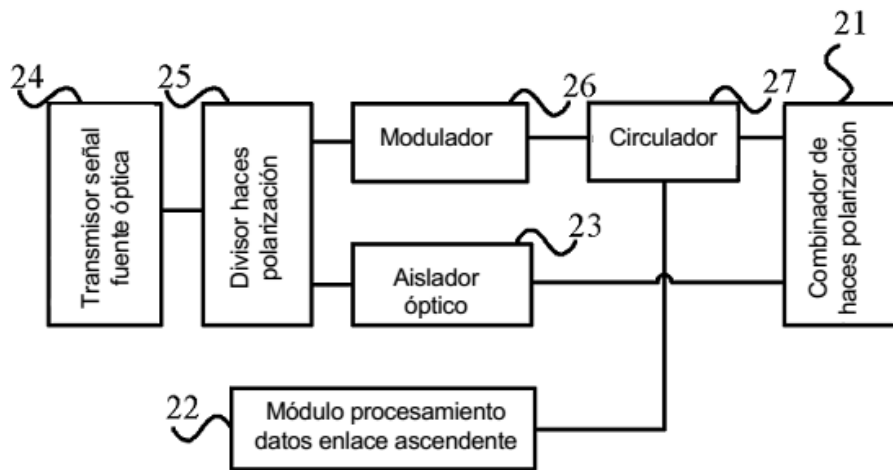 21
24
25
26
27
Transmisor señal
fuente óptica
Divisor haces
polarización
Modulador
Circulador
Combinador de
haces polarización
23
Aislador
óptico
22
Módulo procesamiento
datos enlace ascendente